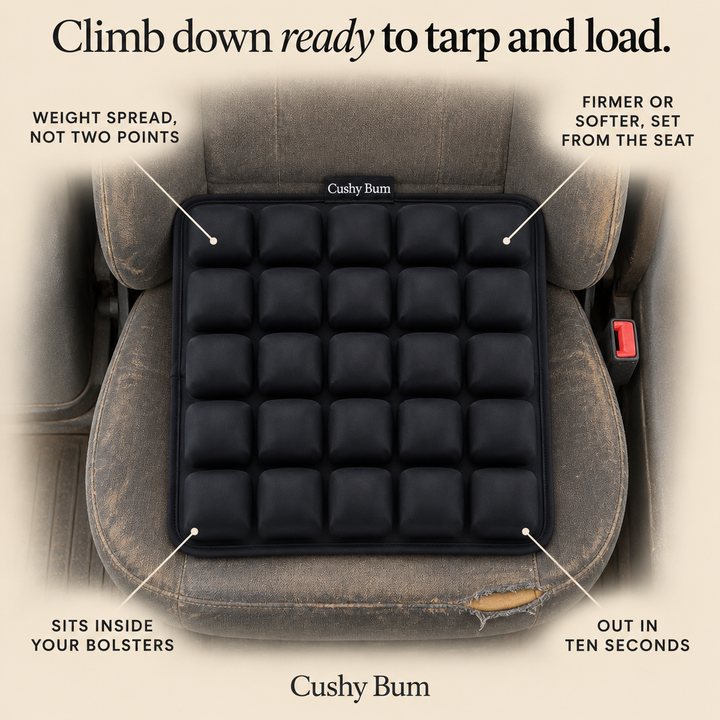 Climb down ready to tarp and load.
WEIGHT SPREAD,
NOT TWO POINTS
FIRMER OR
SOFTER, SET
FROM THE SEAT
Cushy Bum
SITS INSIDE
YOUR BOLSTERS
OUT IN
TEN SECONDS
Cushy Bum